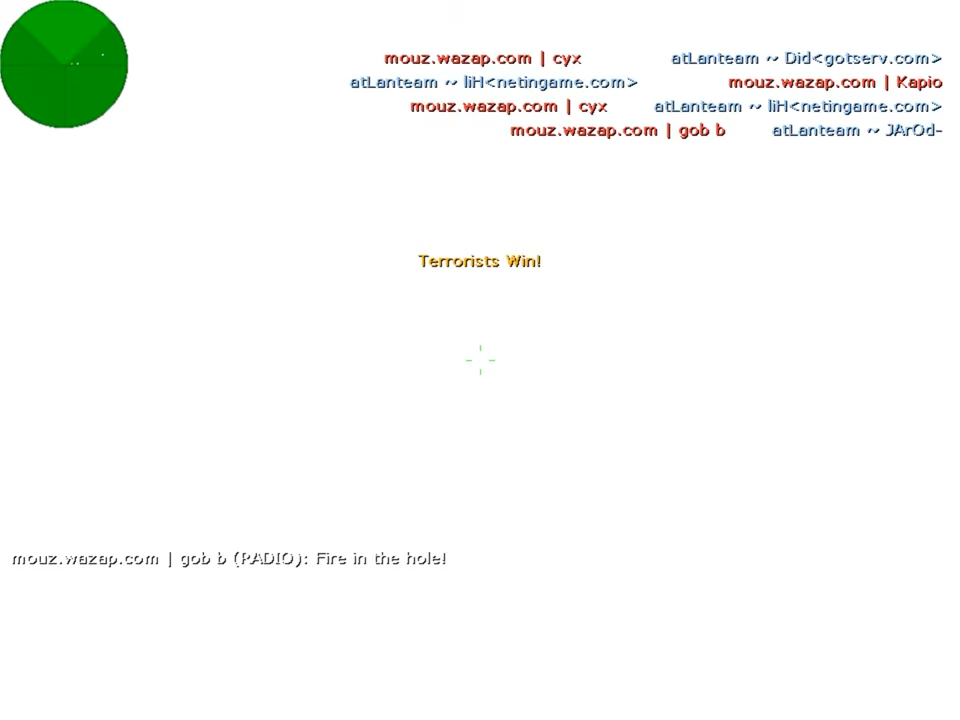 mouz.wazap.com | cyx atLanteam ~ Did<gotserv.com>
atLanteam ~ liH<netingame.com> mouz.wazap.com | Kapio
mouz.wazap.com | cyx atLanteam ~ liH<netingame.com>
mouz.wazap.com | gob b atLanteam ~ JArOd-
Terrorists Win!
mouz.wazap.com | gob b (RADIO): Fire in the hole!